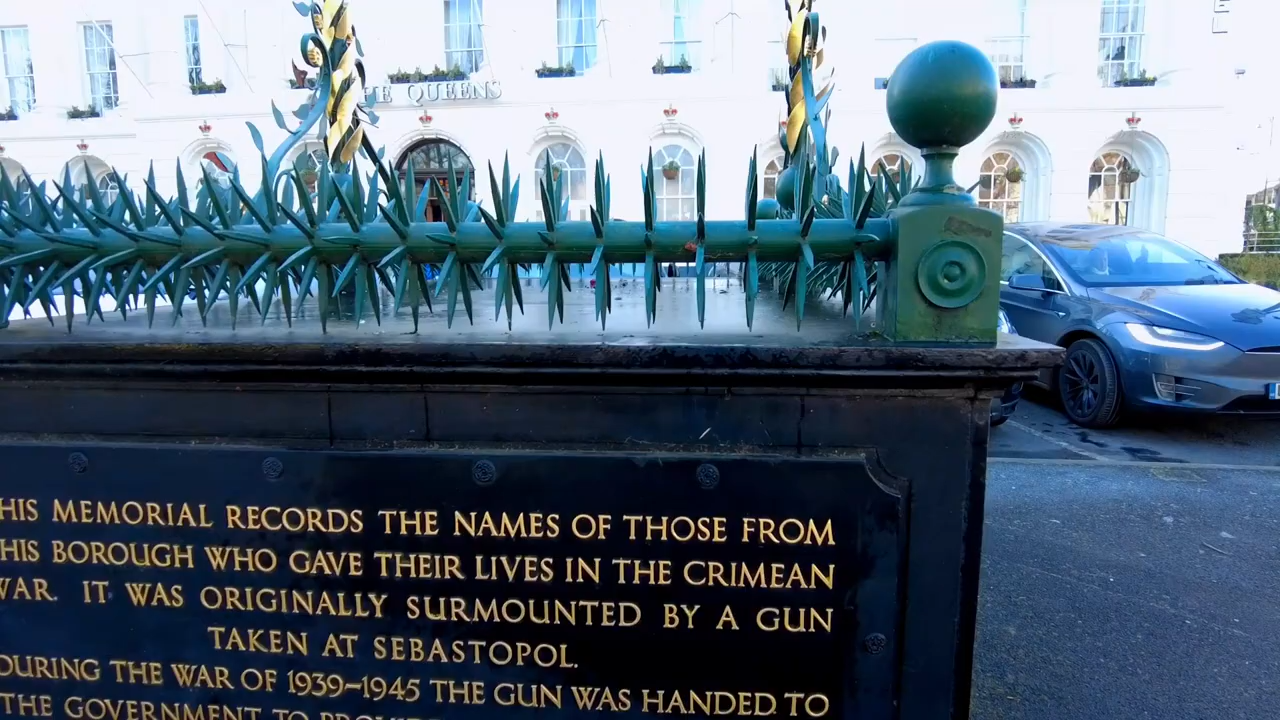 THE QUEENS
HIS MEMORIAL RECORDS THE NAMES OF THOSE FROM
HIS BOROUGH WHO GAVE THEIR LIVES IN THE CRIMEAN
WAR. IT WAS ORIGINALLY SURMOUNTED BY A GUN
TAKEN AT SEBASTOPOL.
DURING THE WAR OF 1939–1945 THE GUN WAS HANDED TO
THE GOVERNMENT TO